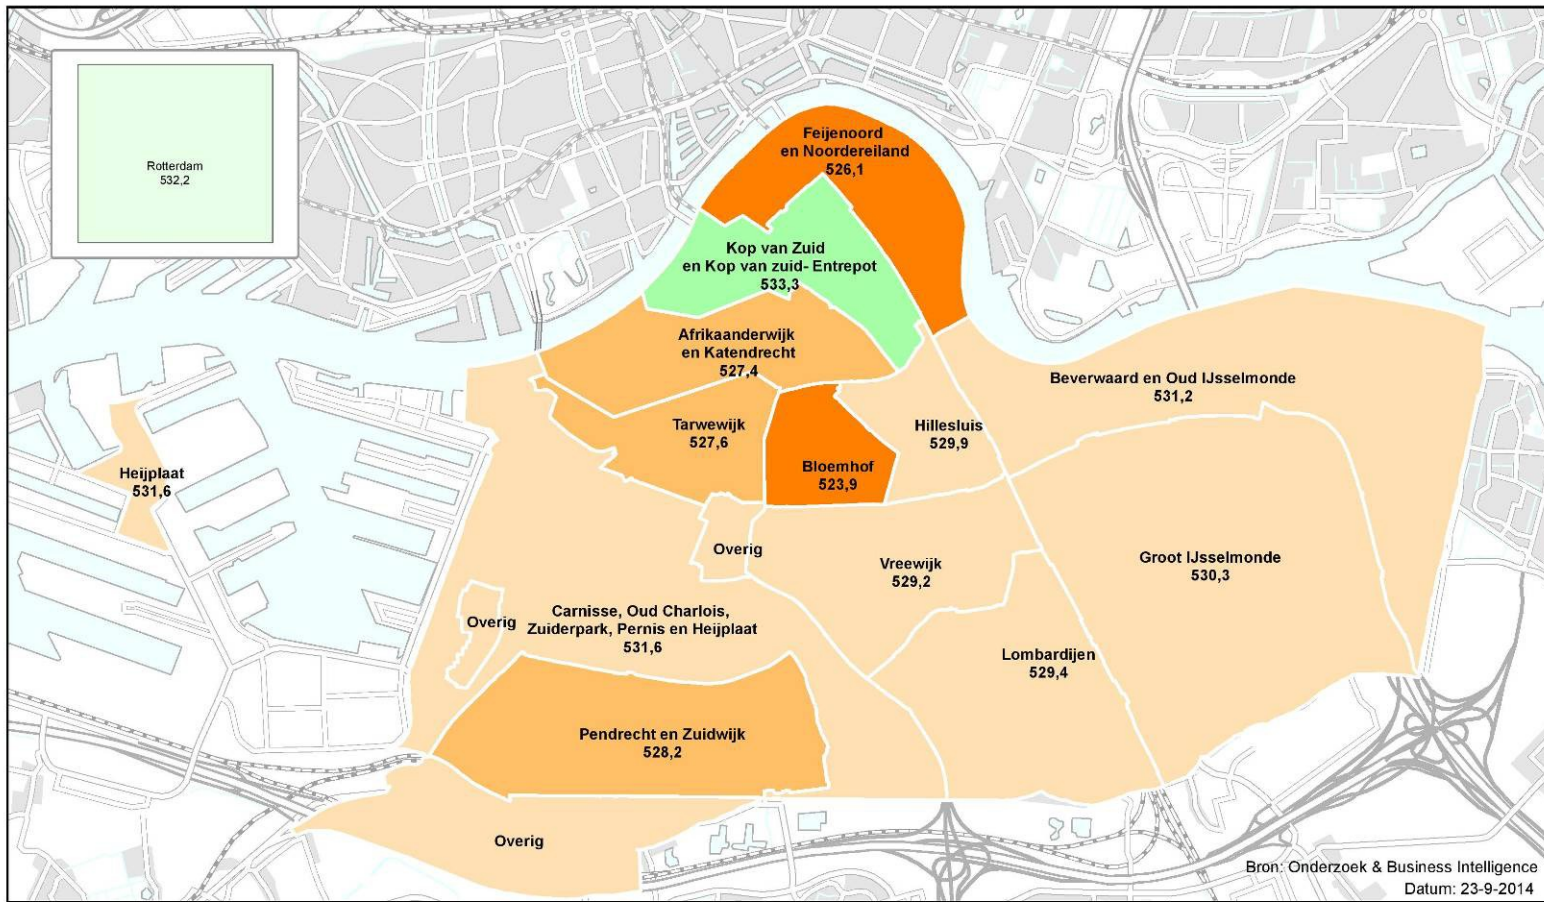 Rotterdam
532,2
Feijenoord
en Noordereiland
526,1
Kop van Zuid
en Kop van zuid- Entrepot
533,3
Afrikaanderwijk
en Katendrecht
527,4
Beverwaard en Oud IJsselmonde
531,2
Tarwewijk
527,6
Hillesluis
529,9
Bloemhof
523,9
Heijplaat
531,6
Overig
Vreewijk
529,2
Groot IJsselmonde
530,3
Overig
Carnisse, Oud Charlois,
Zuiderpark, Pernis en Heijplaat
531,6
Lombardijen
529,4
Pendrecht en Zuidwijk
528,2
Overig
Bron: Onderzoek & Business Intelligence
Datum: 23-9-2014